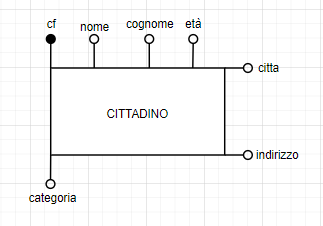 cf
nome
cognome
età
citta
CITTADINO
indirizzo
categoria